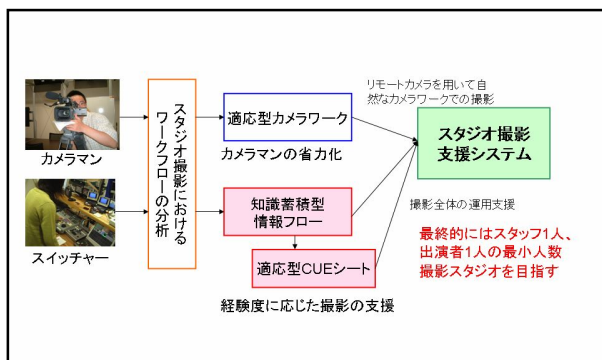 カメラマン
スイッチャー
スタジオ撮影における
ワークフローの分析
適応型カメラワーク
カメラマンの省力化
知識蓄積型
情報フロー
適応型CUEシート
経験度に応じた撮影の支援
リモートカメラを用いて自
然なカメラワークでの撮影
スタジオ撮影
支援システム
撮影全体の運用支援
最終的にはスタッフ1人、
出演者1人の最小人数
撮影スタジオを目指す